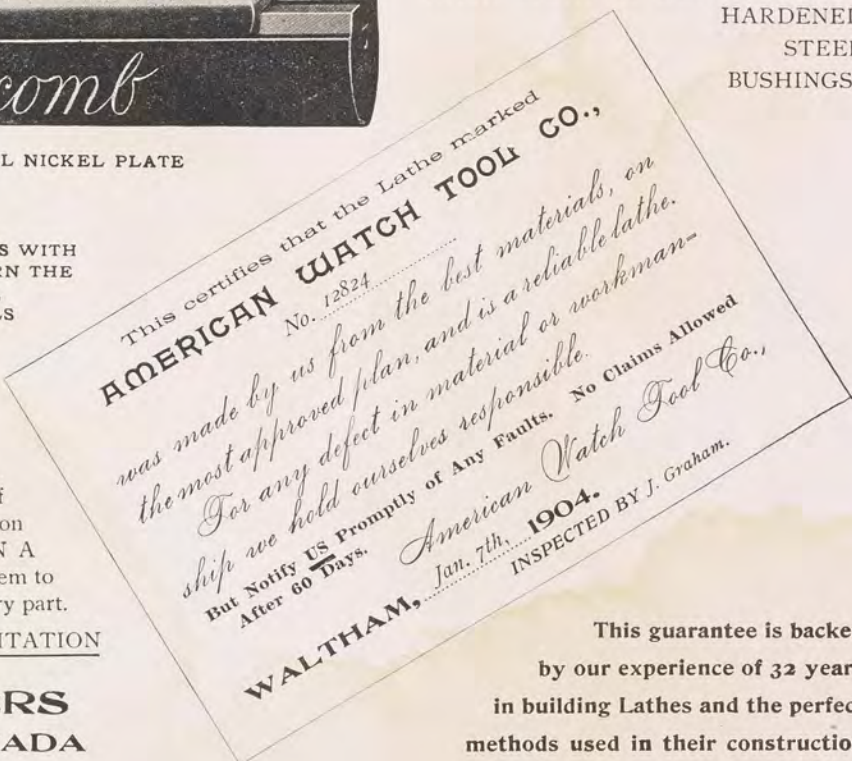 comb
L NICKEL PLATE
S WITH
RN THE
LS
f
on
N A
em to
ry part.
ITATION
RS
ADA
HARDENED
STEEL
BUSHINGS
This certifies that the Lathe marked
AMERICAN WATCH TOOL CO.,
No. 12824
was made by us from the best materials, on
the most approved plan, and is a reliable lathe.
For any defect in material or workman-
ship we hold ourselves responsible.
But Notify US Promptly of Any Faults. No Claims Allowed
After 60 Days.
American Watch Tool Co.,
WALTHAM, Jan. 7th, 1904.
INSPECTED BY J. Graham.
This guarantee is backe
by our experience of 32 year
in building Lathes and the perfec
methods used in their constructio